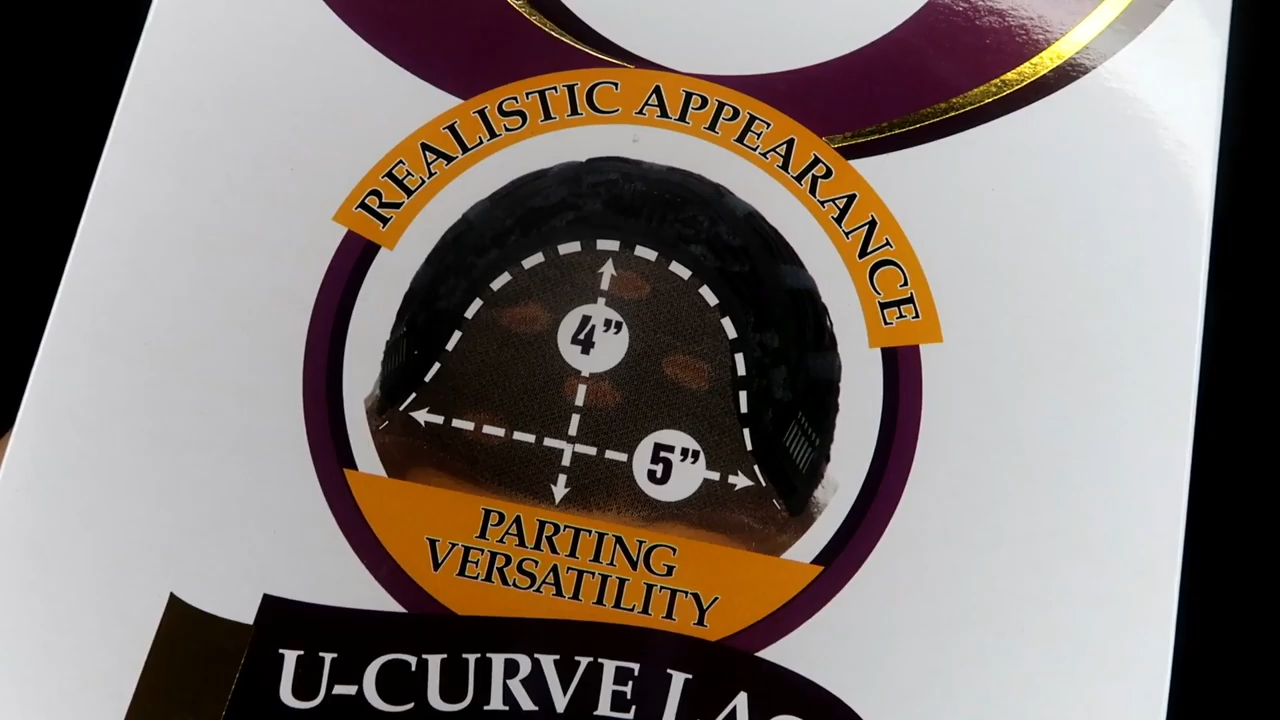 REALISTIC APPEARANCE
4”
5”
PARTING
VERSATILITY
U-CURVE